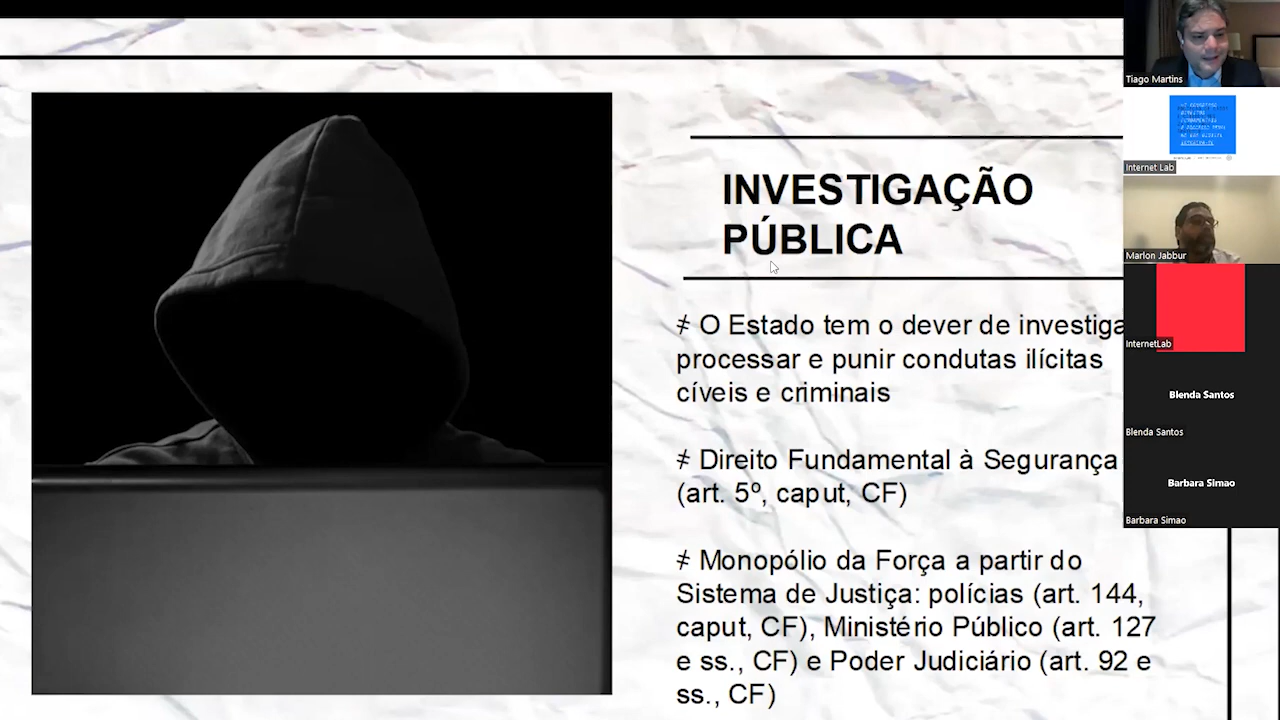 INVESTIGAÇÃO
PÚBLICA
≠ O Estado tem o dever de investiga
processar e punir condutas ilícitas
cíveis e criminais
≠ Direito Fundamental à Segurança
(art. 5º, caput, CF)
≠ Monopólio da Força a partir do
Sistema de Justiça: polícias (art. 144,
caput, CF), Ministério Público (art. 127
e ss., CF) e Poder Judiciário (art. 92 e
ss., CF)
Tiago Martins
Internet Lab
Marlon Jabbur
InternetLab
Blenda Santos
Blenda Santos
Barbara Simao
Barbara Simao